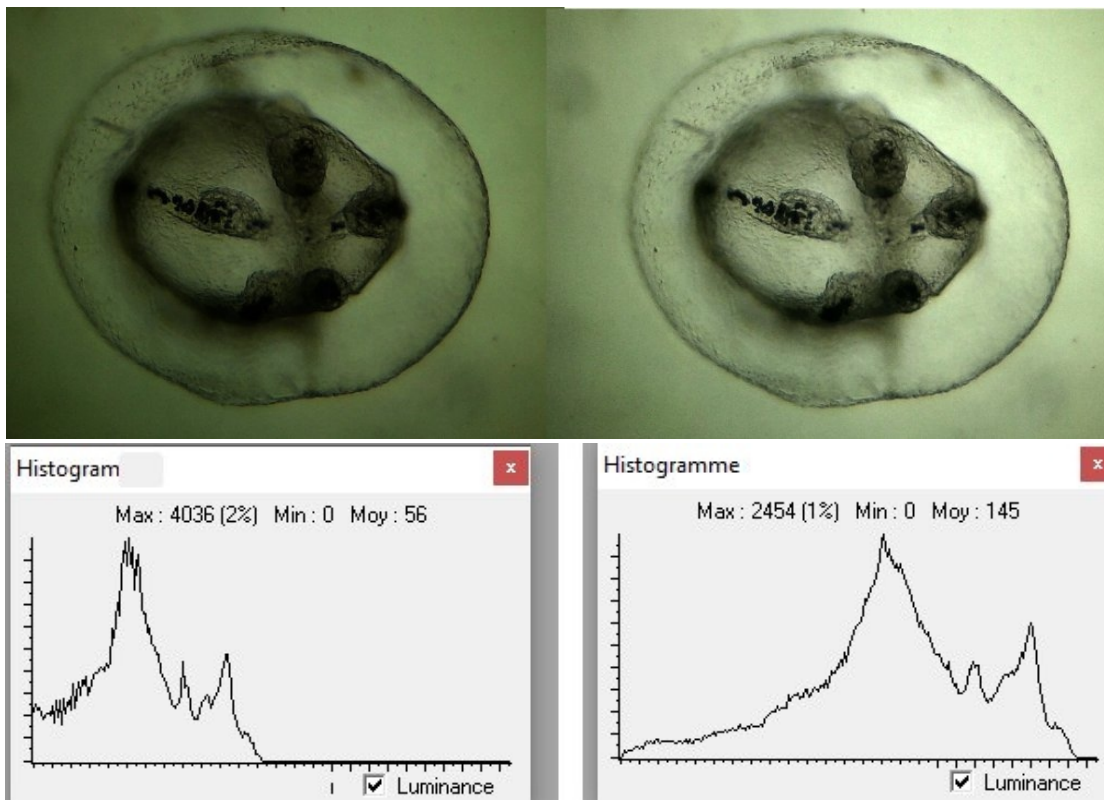 Histogram
x
Max : 4036 (2%) Min : 0 Moy : 56
Luminance
Histogramme
x
Max : 2454 (1%) Min : 0 Moy : 145
Luminance